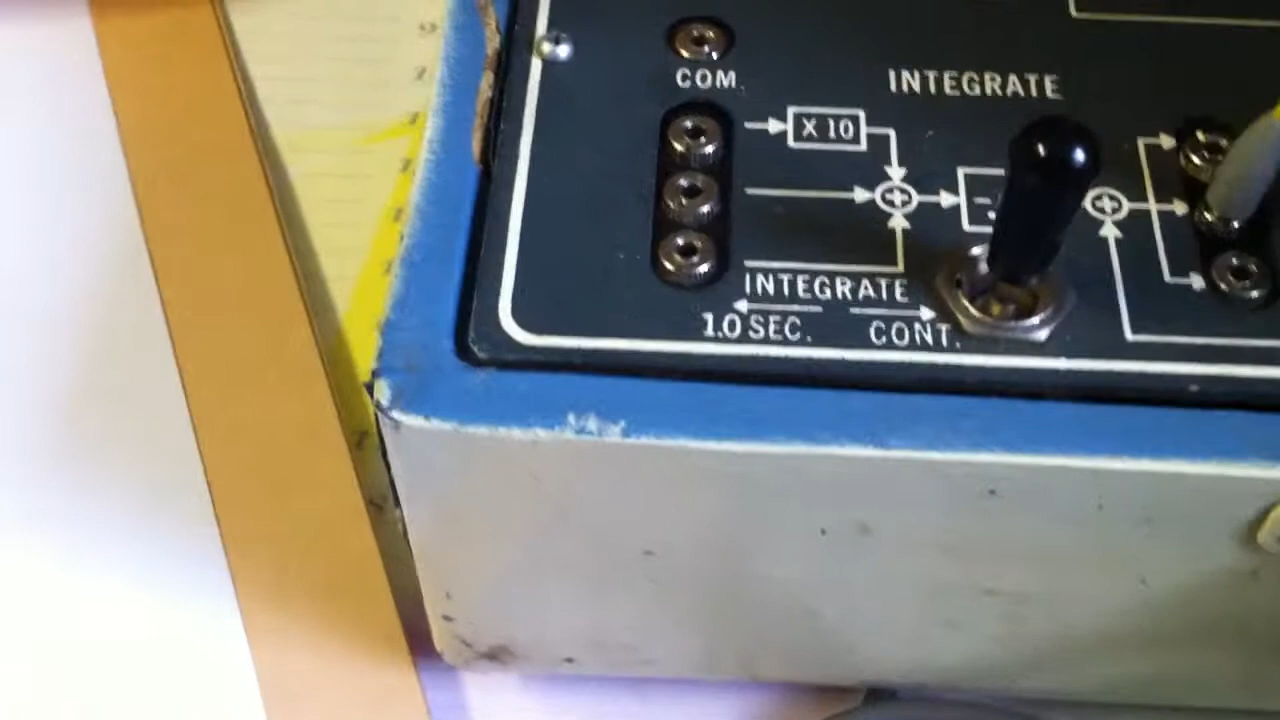 COM.
INTEGRATE
X 10
INTEGRATE
1.0 SEC. CONT.